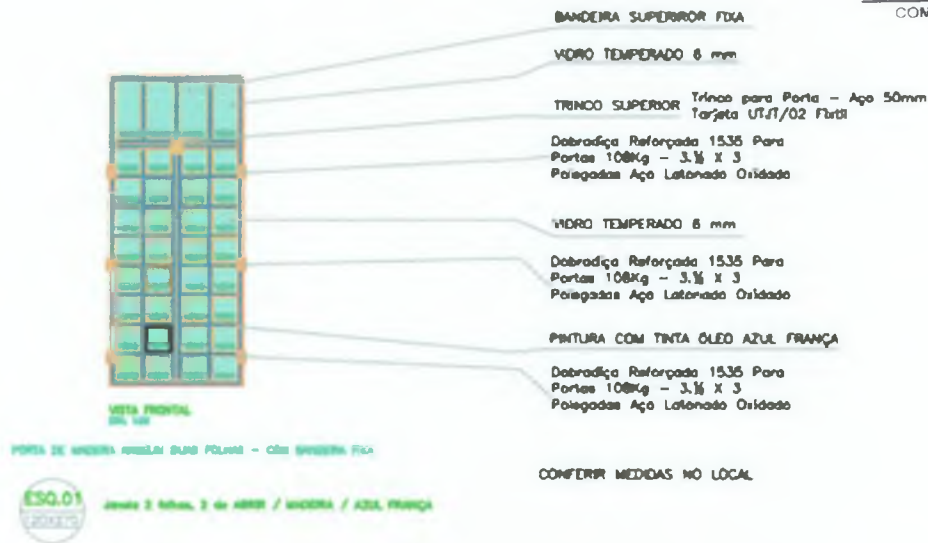 CON
BANDEIRA SUPERIROR FIXA
VIDRO TEMPERADO 6 mm
TRINCO SUPERIOR Trinco para Porta - Aço 50mm
Tarjeta
Dobradiça Reforçada 1535 Para
Portas 108Kg - 3.½ X 3
Polegadas Aço Latonado Oxidado
VIDRO TEMPERADO 6 mm
Dobradiça Reforçada 1535 Para
Portas 108Kg - 3.½ X 3
Polegadas Aço Latonado Oxidado
PINTURA COM TINTA ÓLEO AZUL FRANÇA
Dobradiça Reforçada 1535 Para
Portas 108Kg - 3.½ X 3
Polegadas Aço Latonado Oxidado
VISTA FRONTAL
PORTA DE MADEIRA DUAS FOLHAS - COM BANDEIRA FIXA
CONFERIR MEDIDAS NO LOCAL
ESQ.01
Janela 2 folhas, 2 de ABRIR / MADEIRA / AZUL FRANÇA